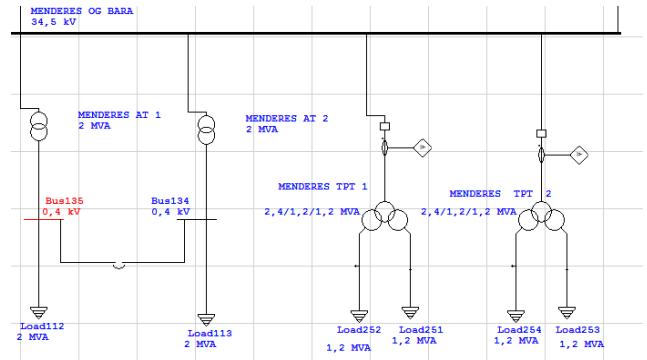 MENDERES OG BARA
34,5 kV
MENDERES AT 1
2 MVA
MENDERES AT 2
2 MVA
MENDERES TPT 1
2,4/1,2/1,2 MVA
MENDERES TPT 2
2,4/1,2/1,2 MVA
Bus135
0,4 kV
Bus134
0,4 kV
Load112
2 MVA
Load113
2 MVA
Load252
1,2 MVA
Load251
1,2 MVA
Load254
1,2 MVA
Load253
1,2 MVA